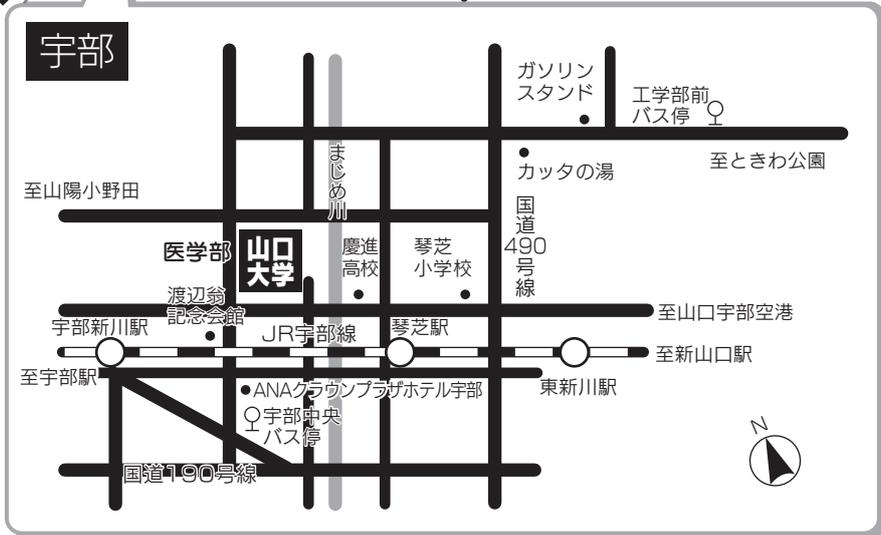 宇部
ガソリン
スタンド
工学部前
バス停
至ときわ公園
カッタの湯
まじめ川
至山陽小野田
国道
490
号線
医学部
山口
大学
慶進
高校
琴芝
小学校
渡辺翁
記念会館
至山口宇部空港
宇部新川駅
JR宇部線
琴芝駅
至新山口駅
至宇部駅
東新川駅
ANAクラウンプラザホテル宇部
宇部中央
バス停
国道190号線
N